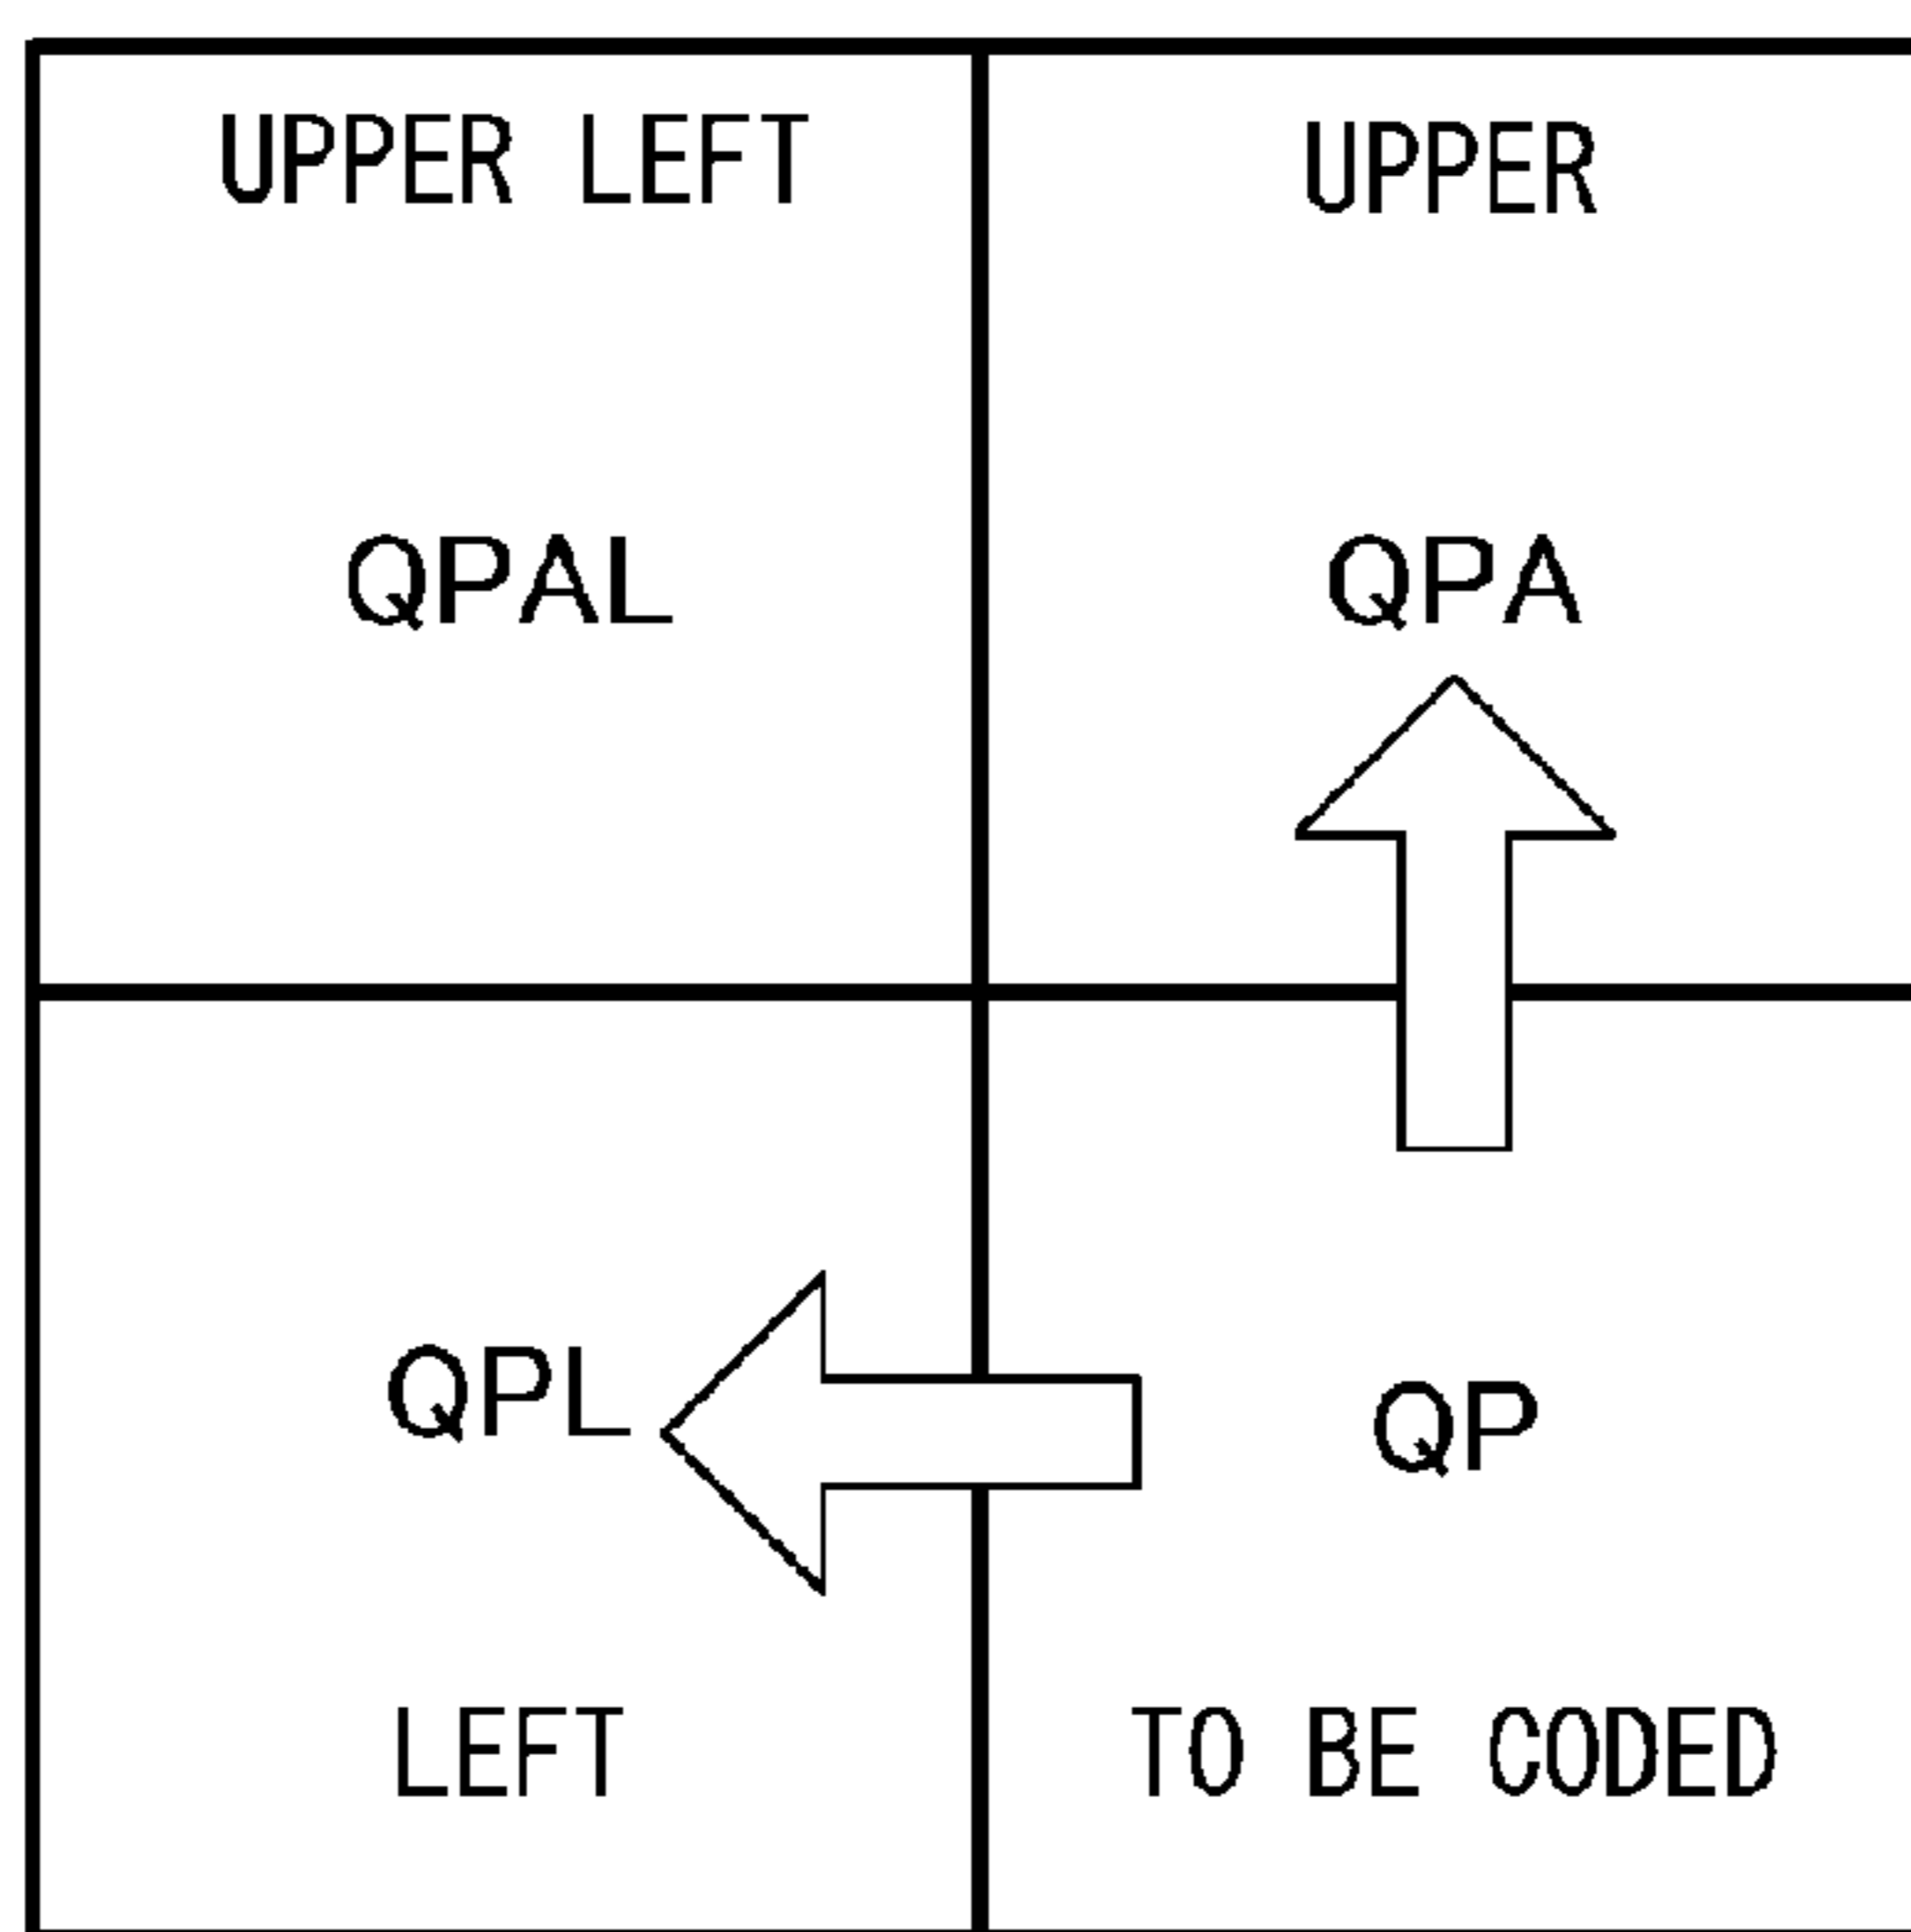 UPPER LEFT
UPPER
QPAL
QPA
QPL
QP
LEFT
TO BE CODED